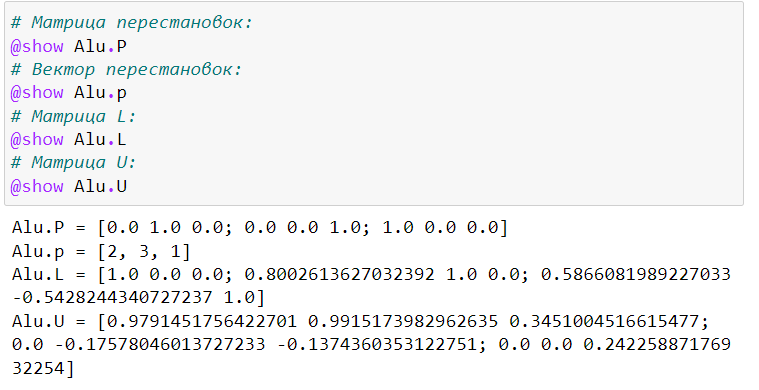 # Матрица перестановок:
@show Alu.P
# Вектор перестановок:
@show Alu.p
# Матрица L:
@show Alu.L
# Матрица U:
@show Alu.U
Alu.P = [0.0 1.0 0.0; 0.0 0.0 1.0; 1.0 0.0 0.0]
Alu.p = [2, 3, 1]
Alu.L = [1.0 0.0 0.0; 0.8002613627032392 1.0 0.0; 0.5866081989227033
-0.5428244340727237 1.0]
Alu.U = [0.9791451756422701 0.9915173982962635 0.3451004516615477;
0.0 -0.17578046013727233 -0.1374360353122751; 0.0 0.0 0.242258871769
32254]